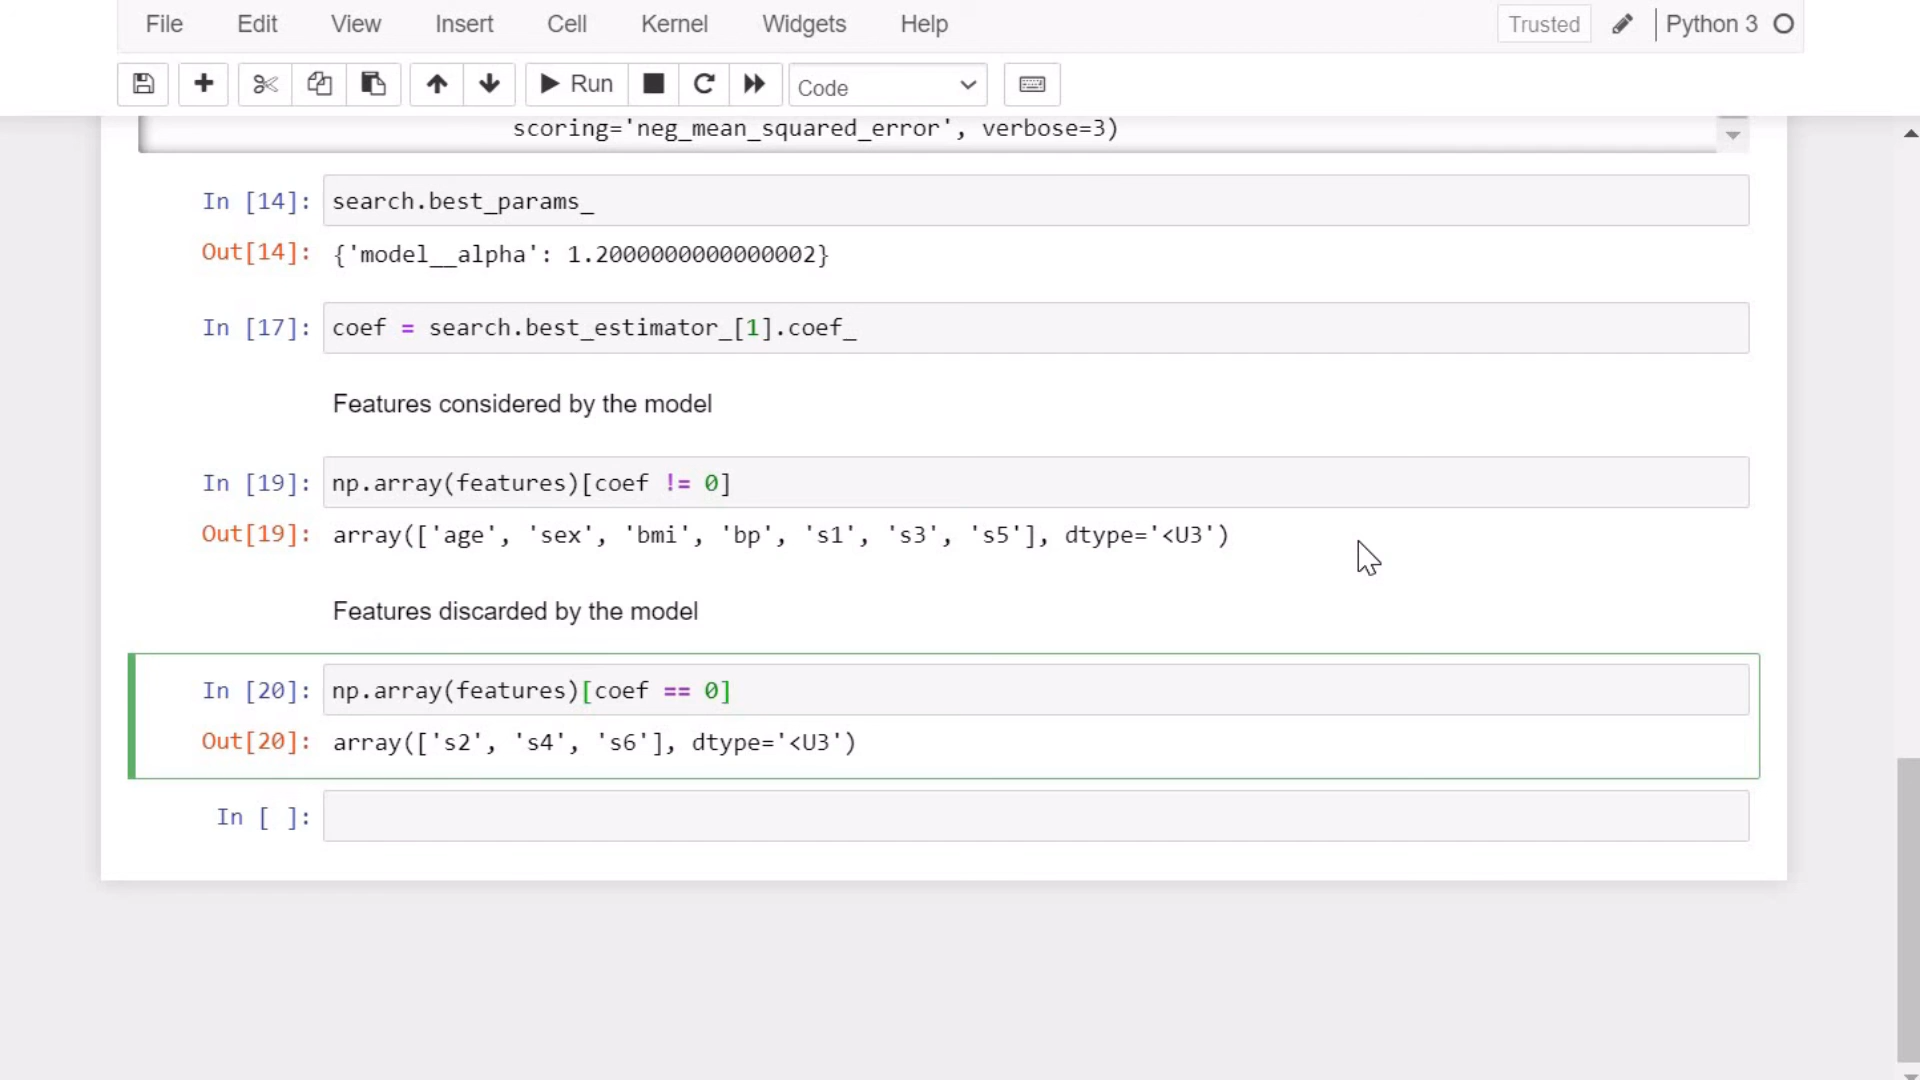 File Edit View Insert Cell Kernel Widgets Help Trusted Python 3
Run Code
scoring='neg_mean_squared_error', verbose=3)
In [14]: search.best_params_
Out[14]: {'model__alpha': 1.2000000000000002}
In [17]: coef = search.best_estimator_[1].coef_
Features considered by the model
In [19]: np.array(features)[coef != 0]
Out[19]: array(['age', 'sex', 'bmi', 'bp', 's1', 's3', 's5'], dtype='<U3')
Features discarded by the model
In [20]: np.array(features)[coef == 0]
Out[20]: array(['s2', 's4', 's6'], dtype='<U3')
In [ ]: